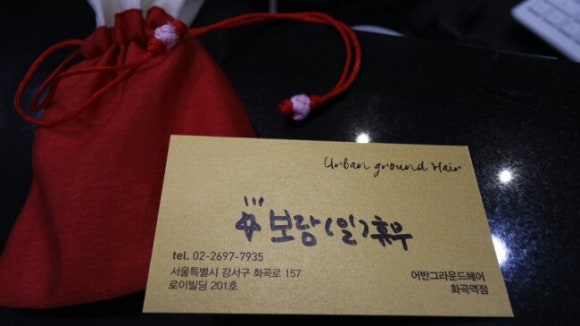 Urban ground Hair
보랑(일)휴무
tel. 02-2697-7935
서울특별시 강서구 화곡로 157
로이빌딩 201호
어반그라운드헤어
화곡역점